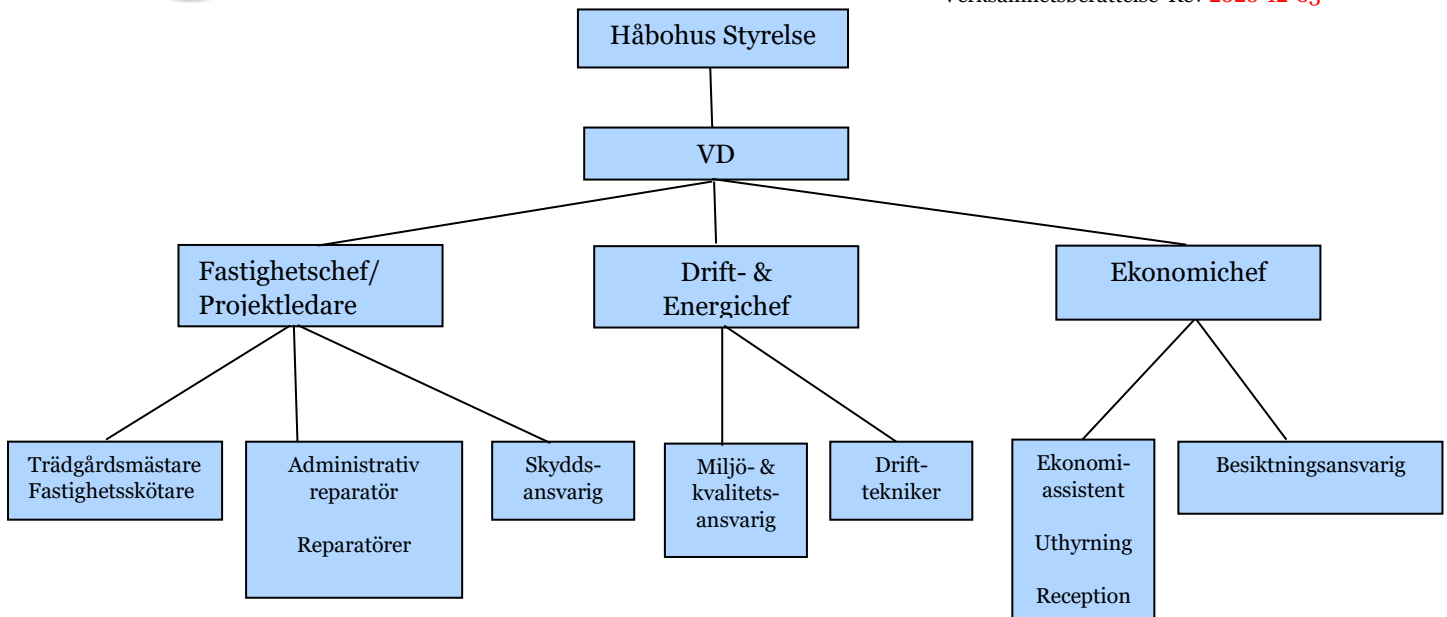 Håbohus Styrelse
VD
Fastighetschef/
Projektledare
Drift- &
Energichef
Ekonomichef
Trädgårdsmästare
Fastighetsskötare
Administrativ
reparatör
Reparatörer
Skydds-
ansvarig
Miljö- &
kvalitets-
ansvarig
Drift-
tekniker
Ekonomi-
assistent
Uthyrning
Reception
Besiktningsansvarig